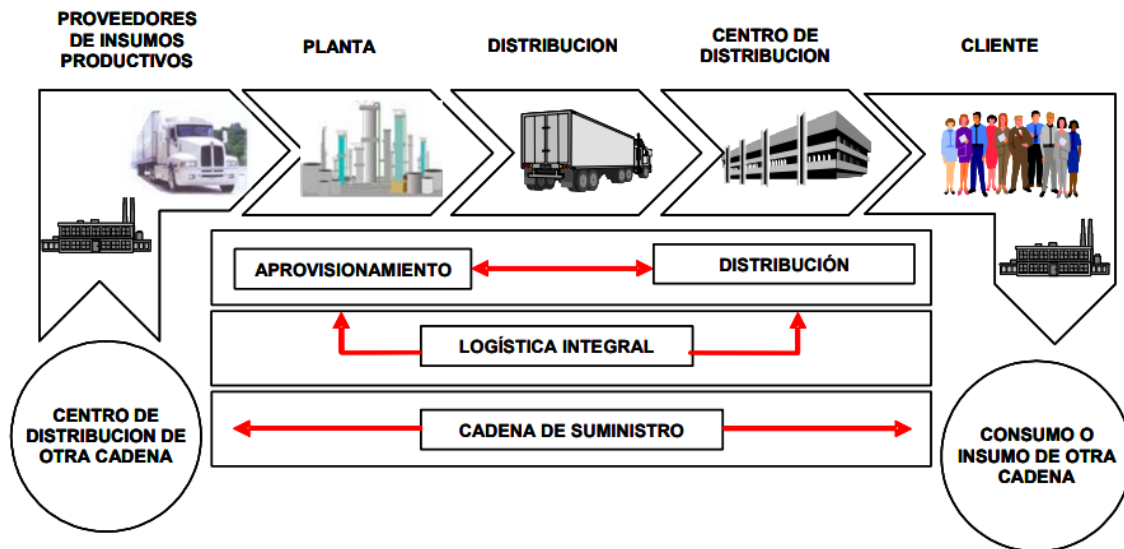 PROVEEDORES
DE INSUMOS
PRODUCTIVOS
PLANTA
DISTRIBUCION
CENTRO DE
DISTRIBUCION
CLIENTE
APROVISIONAMIENTO
DISTRIBUCIÓN
LOGÍSTICA INTEGRAL
CADENA DE SUMINISTRO
CENTRO DE
DISTRIBUCION DE
OTRA CADENA
CONSUMO O
INSUMO DE OTRA
CADENA